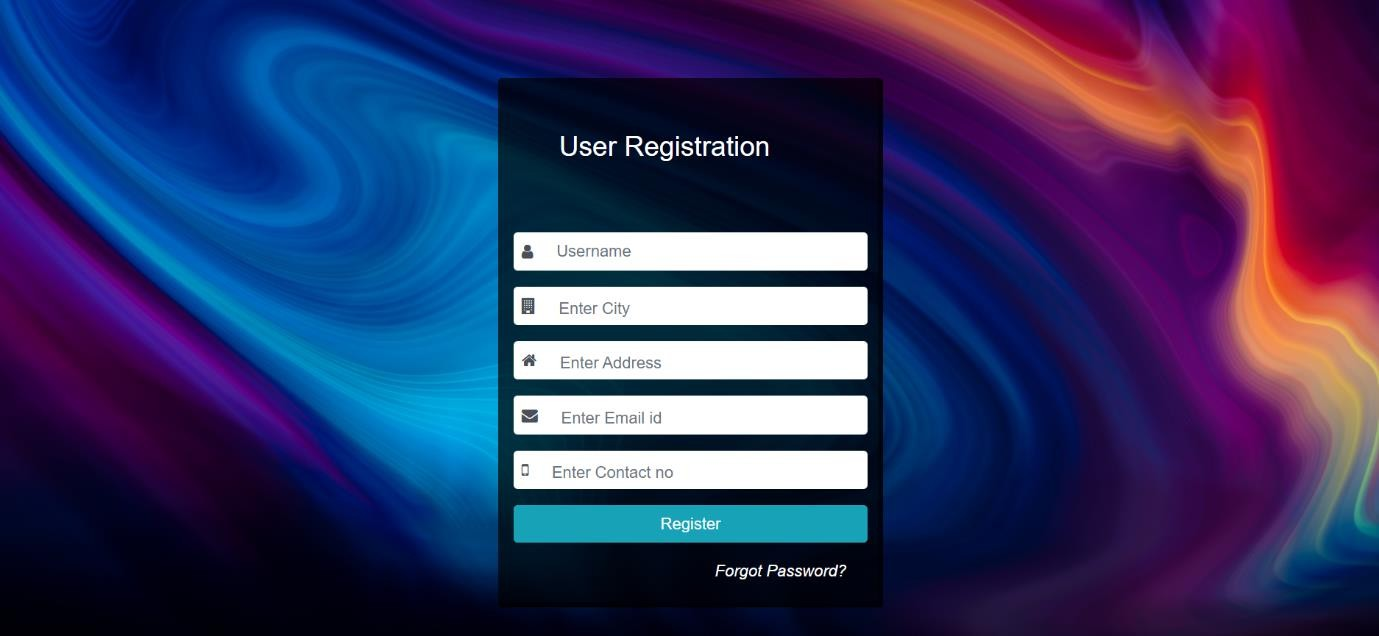 User Registration
Username
Enter City
Enter Address
Enter Email id
Enter Contact no
Register
Forgot Password?